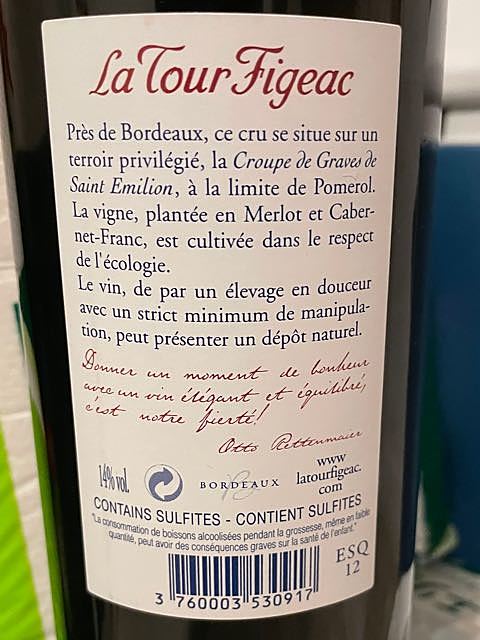 La Tour Figeac
Près de Bordeaux, ce cru se situe sur un
terroir privilégié, la Croupe de Graves de
Saint Emilion, à la limite de Pomerol.
La vigne, plantée en Merlot et Caber-
net-Franc, est cultivée dans le respect
de l'écologie.
Le vin, de par un élevage en douceur
avec un strict minimum de manipula-
tion, peut présenter un dépôt naturel.
Donner un moment de bonheur
avec un vin élégant et équilibré,
c'est notre fierté!
Otto Rettenmaier
14% vol.
BORDEAUX
www
latourfigeac.
com
CONTAINS SULFITES - CONTIENT SULFITES
"La consommation de boissons alcoolisées pendant la grossesse, même en faible
quantité, peut avoir des conséquences graves sur la santé de l'enfant."
ESQ
12
3 760003 530917